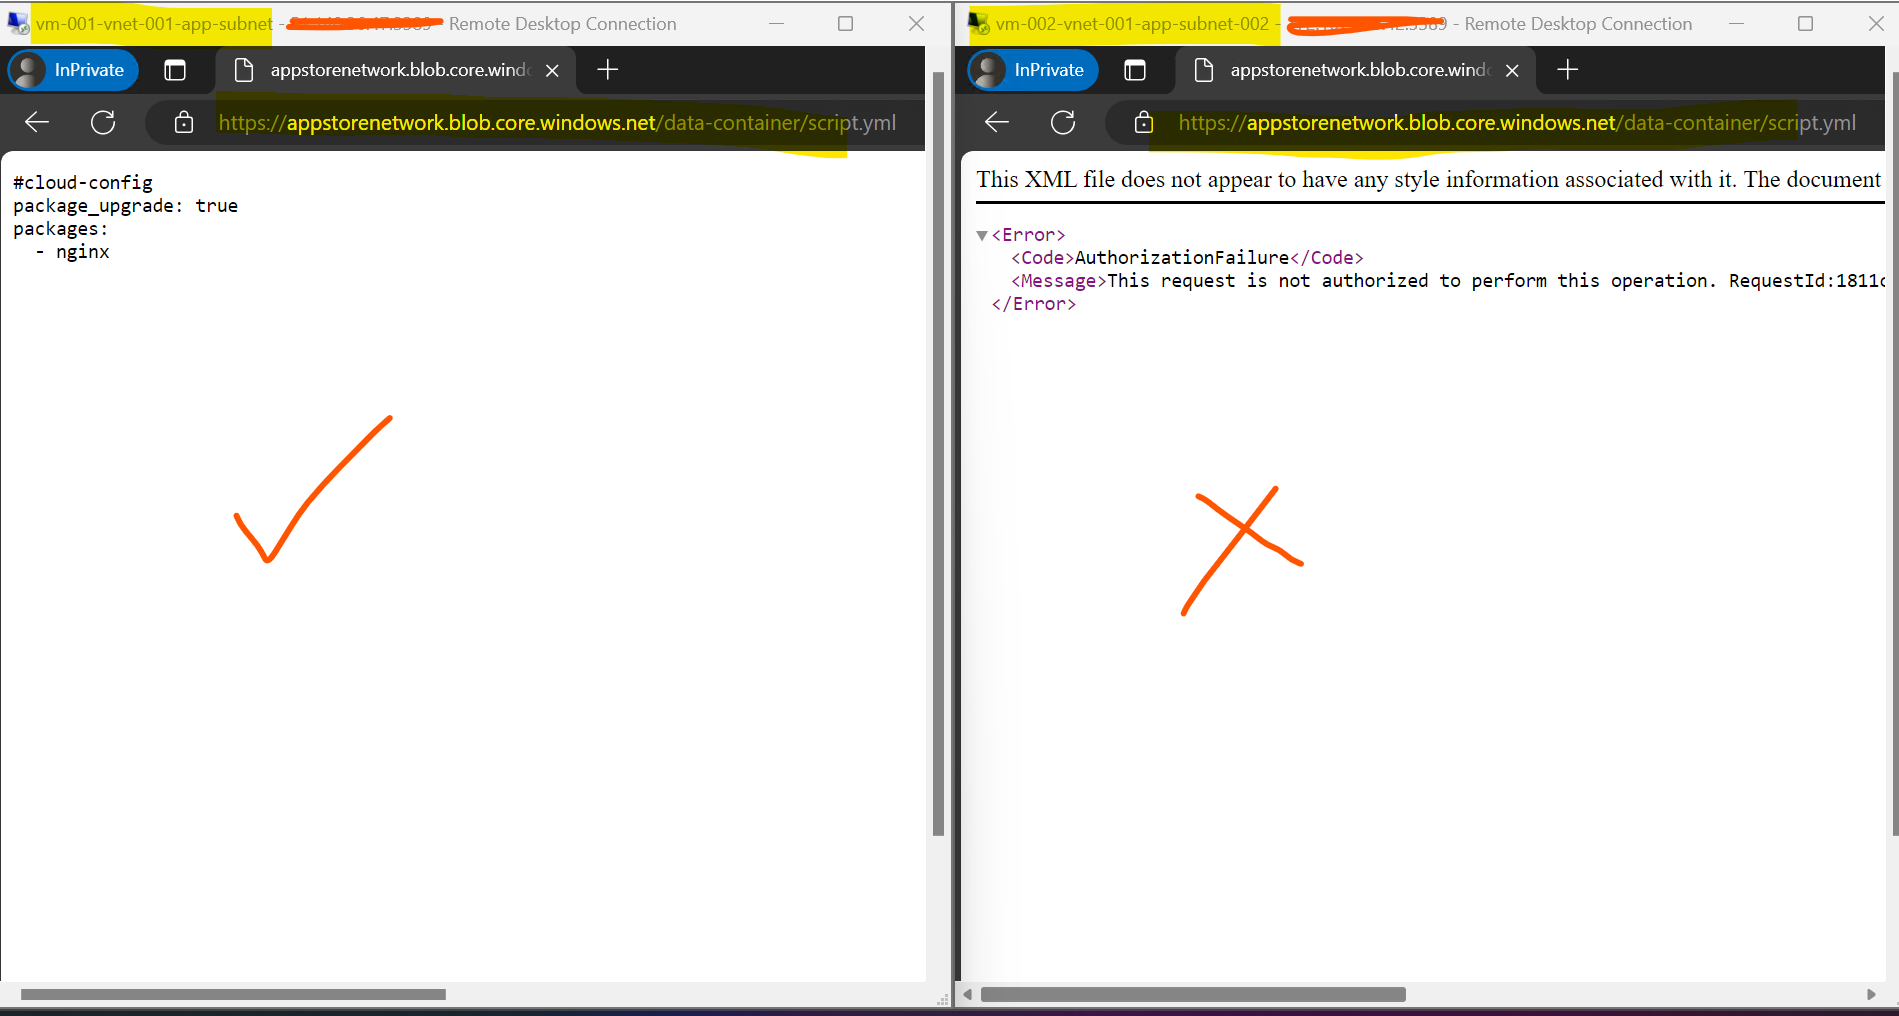 vm-001-vnet-001-app-subnet - - Remote Desktop Connection
InPrivate
appstorenetwork.blob.core.wind
https://appstorenetwork.blob.core.windows.net/data-container/script.yml
#cloud-config
package_upgrade: true
packages:
- nginx
vm-002-vnet-001-app-subnet-002 - - Remote Desktop Connection
InPrivate
appstorenetwork.blob.core.wind
https://appstorenetwork.blob.core.windows.net/data-container/script.yml
This XML file does not appear to have any style information associated with it. The document
<Error>
<Code>AuthorizationFailure</Code>
<Message>This request is not authorized to perform this operation. RequestId:1811c
</Error>